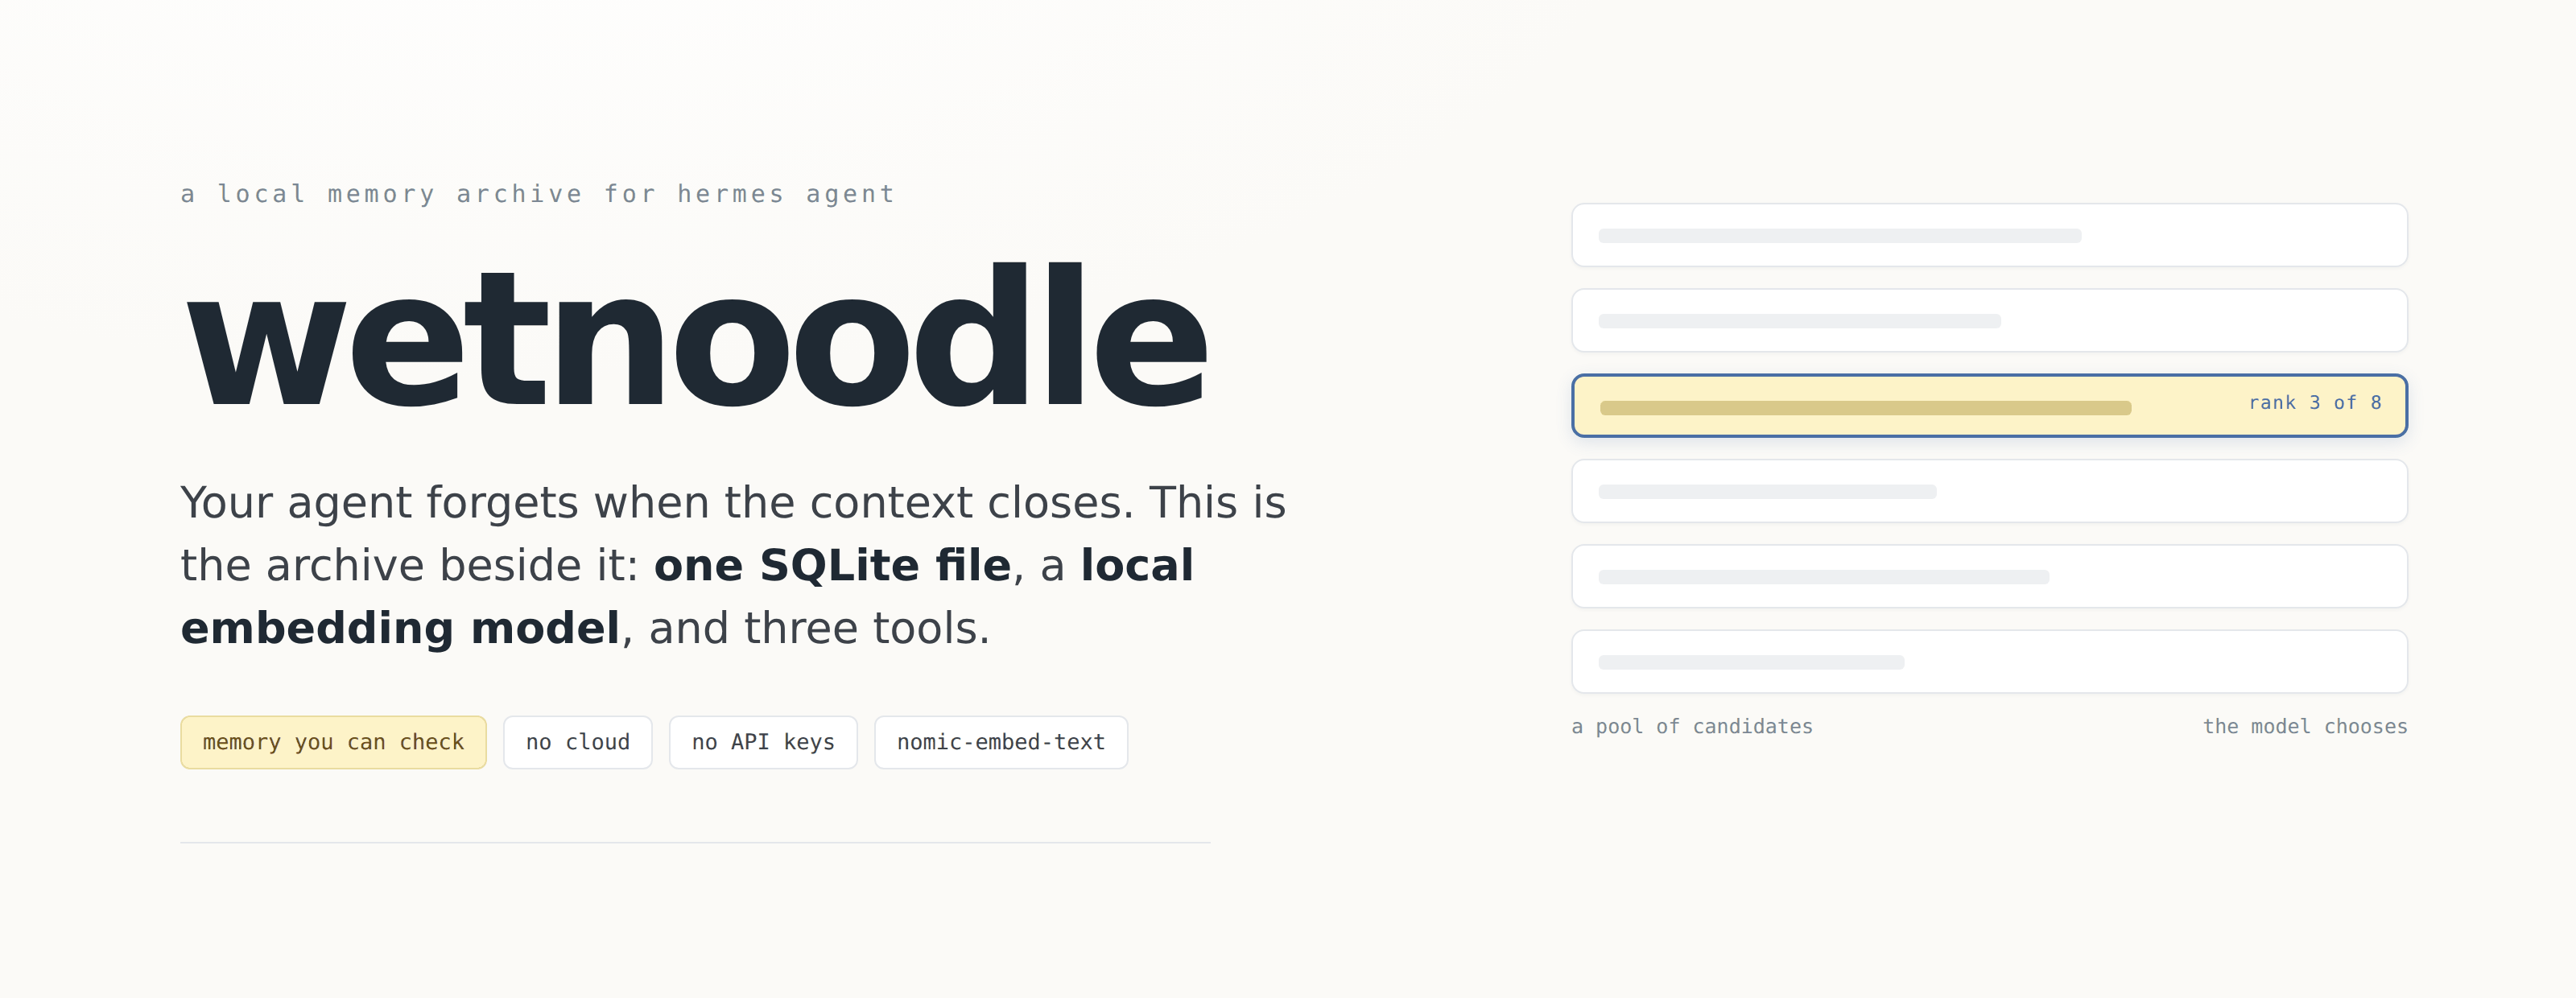 a local memory archive for hermes agent
wetnoodle
Your agent forgets when the context closes. This is
the archive beside it: one SQLite file, a local
embedding model, and three tools.
memory you can check
no cloud
no API keys
nomic-embed-text
rank 3 of 8
a pool of candidates
the model chooses